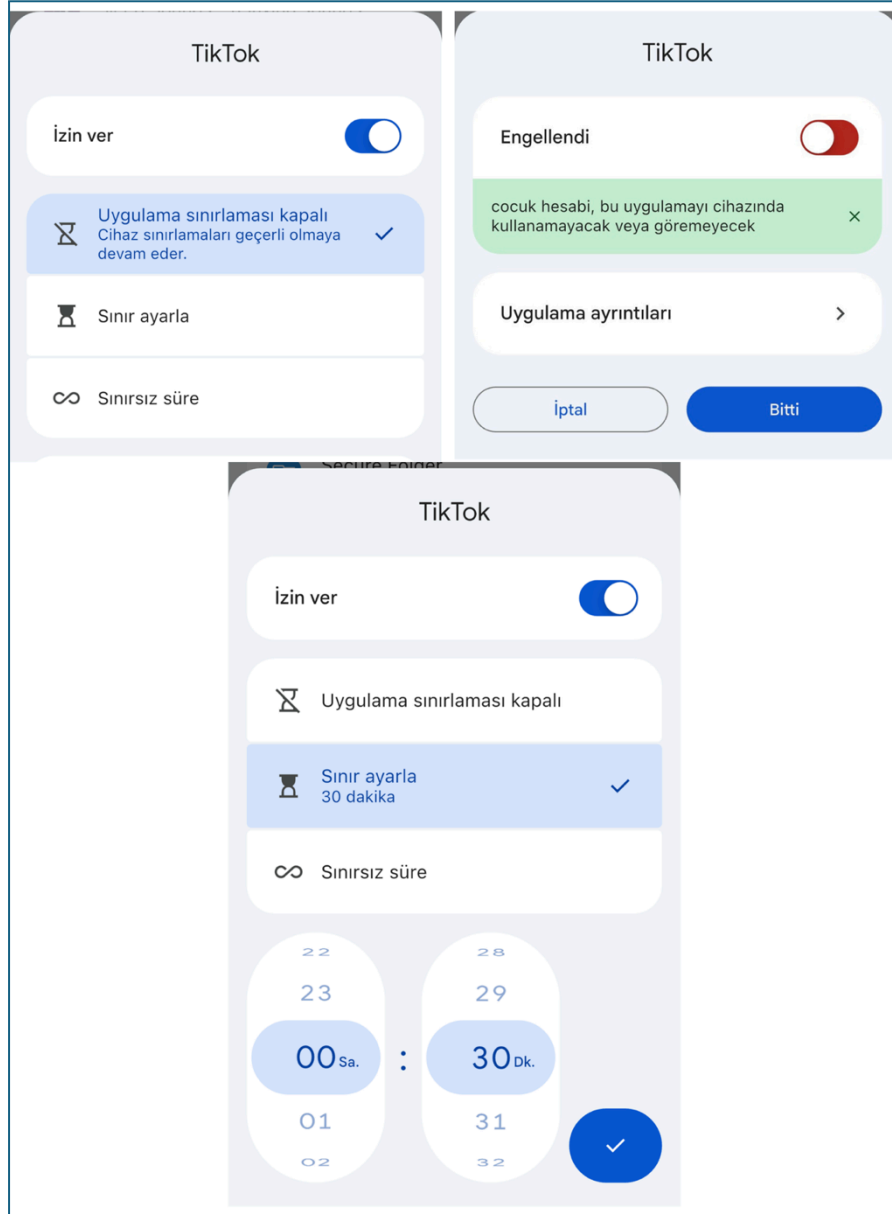 TikTok
İzin ver
Uygulama sınırlaması kapalı
Cihaz sınırlamaları geçerli olmaya
devam eder.
Sınır ayarla
Sınırsız süre
TikTok
Engellendi
cocuk hesabi, bu uygulamayı cihazında
kullanamayacak veya göremeyecek
Uygulama ayrıntıları
İptal
Bitti
Secure Folder
TikTok
İzin ver
Uygulama sınırlaması kapalı
Sınır ayarla
30 dakika
Sınırsız süre
22 28
23 29
00 Sa. : 30 Dk.
01 31
02 32